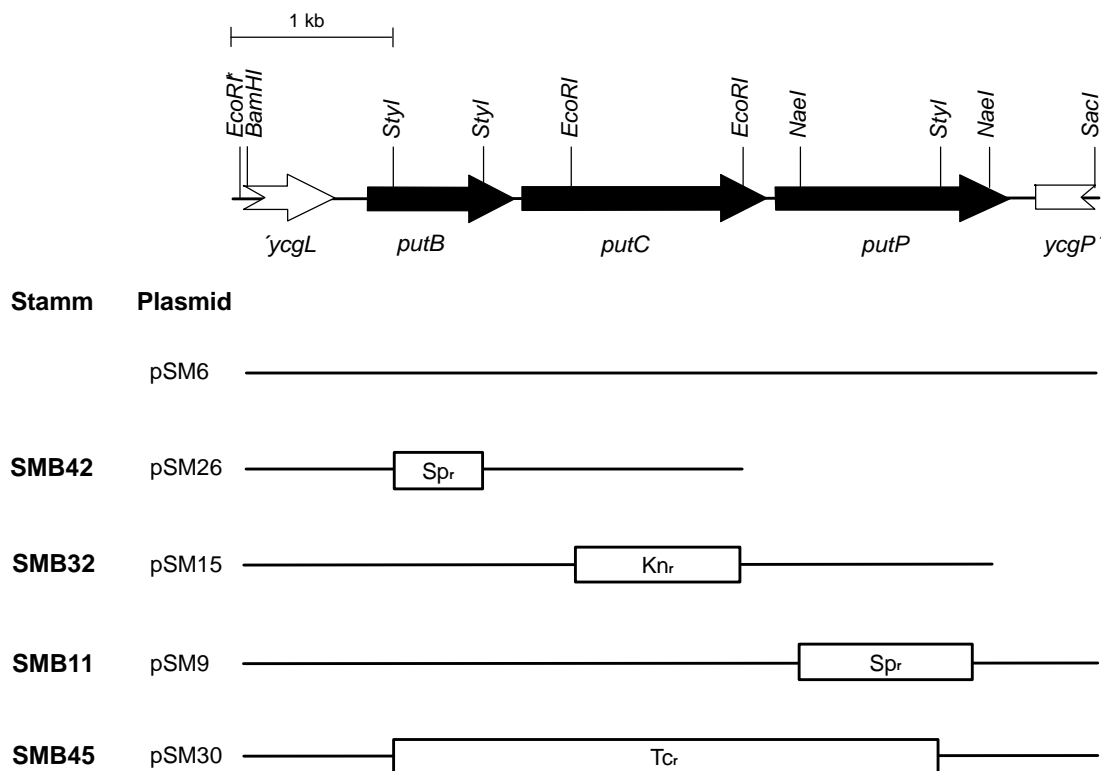 1 kb
EcoRI* BamHI StyI StyI EcoRI EcoRI NaeI StyI NaeI SacI
´ycgL putB putC putP ycgP´
Stamm Plasmid
pSM6
SMB42 pSM26 Spr
SMB32 pSM15 Knr
SMB11 pSM9 Spr
SMB45 pSM30 Tcr